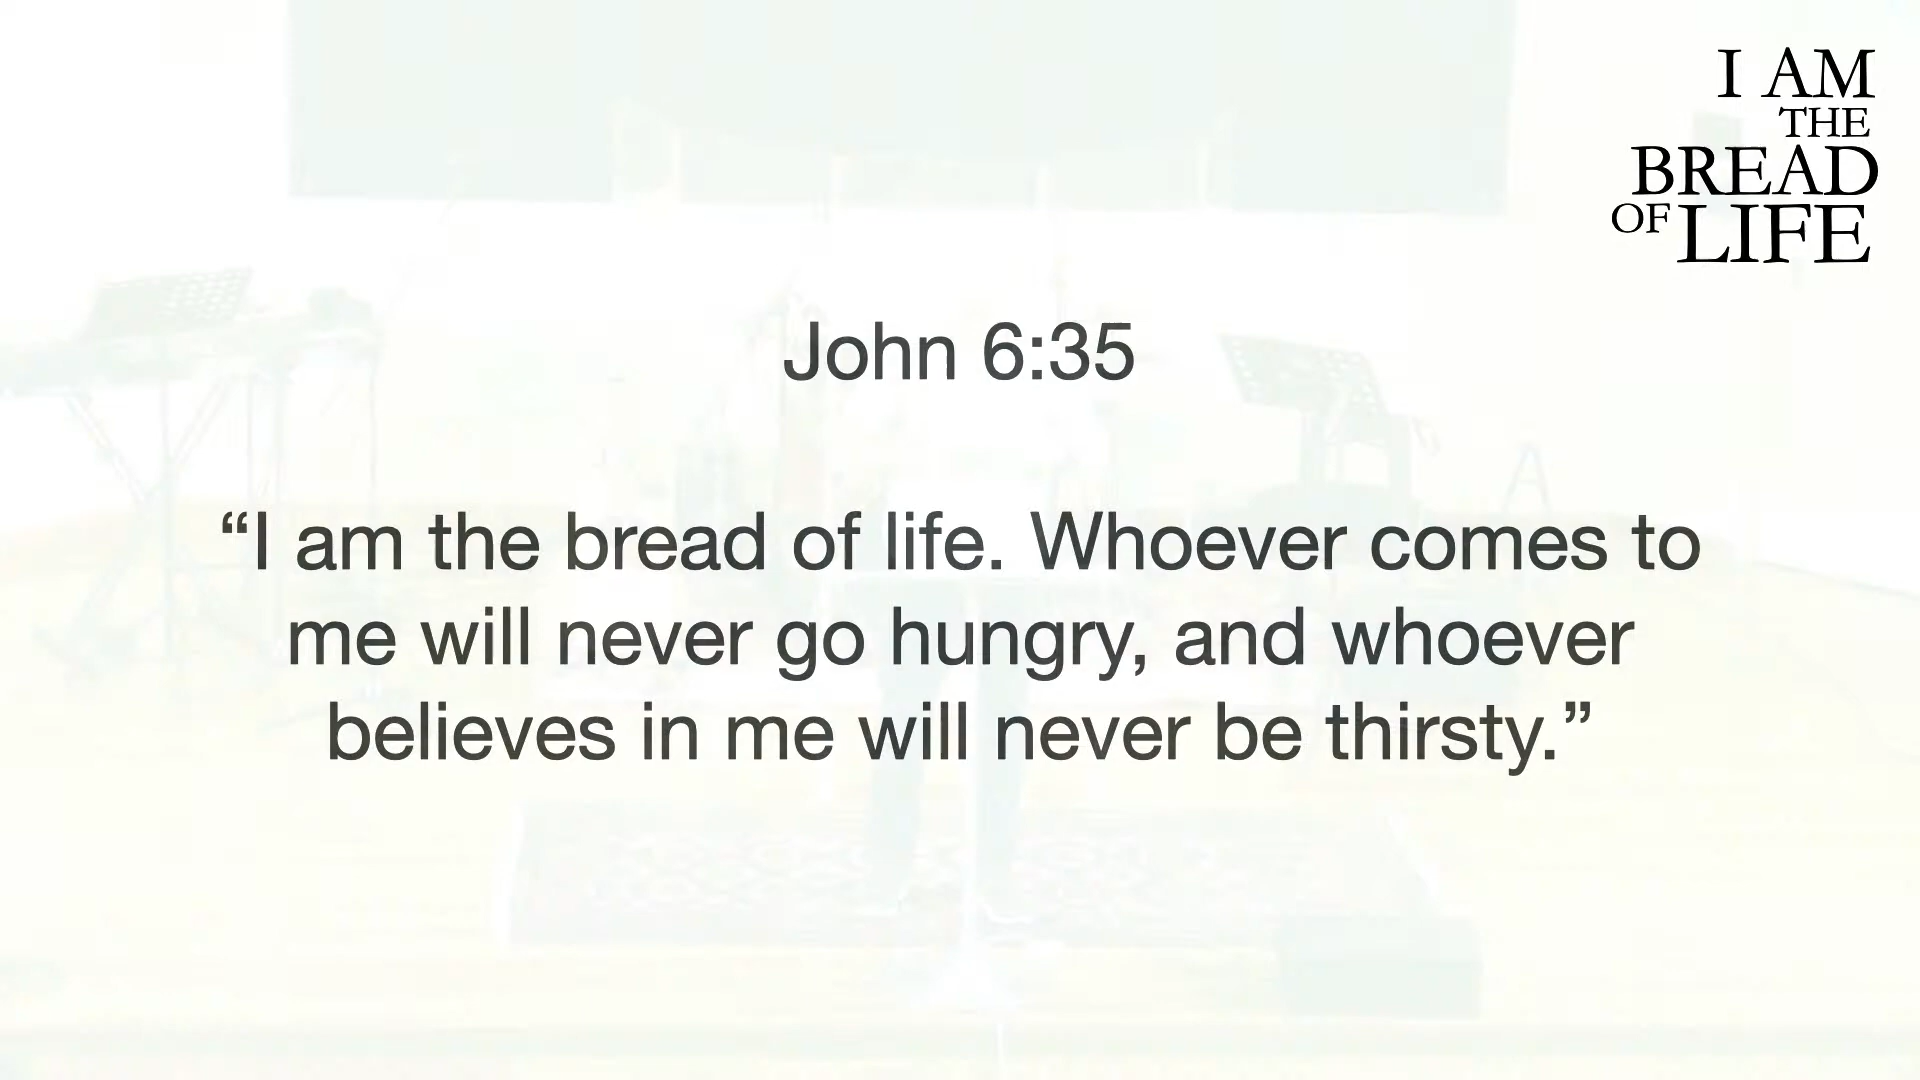 I AM
THE
BREAD
OF LIFE
John 6:35
“I am the bread of life. Whoever comes to
me will never go hungry, and whoever
believes in me will never be thirsty.”